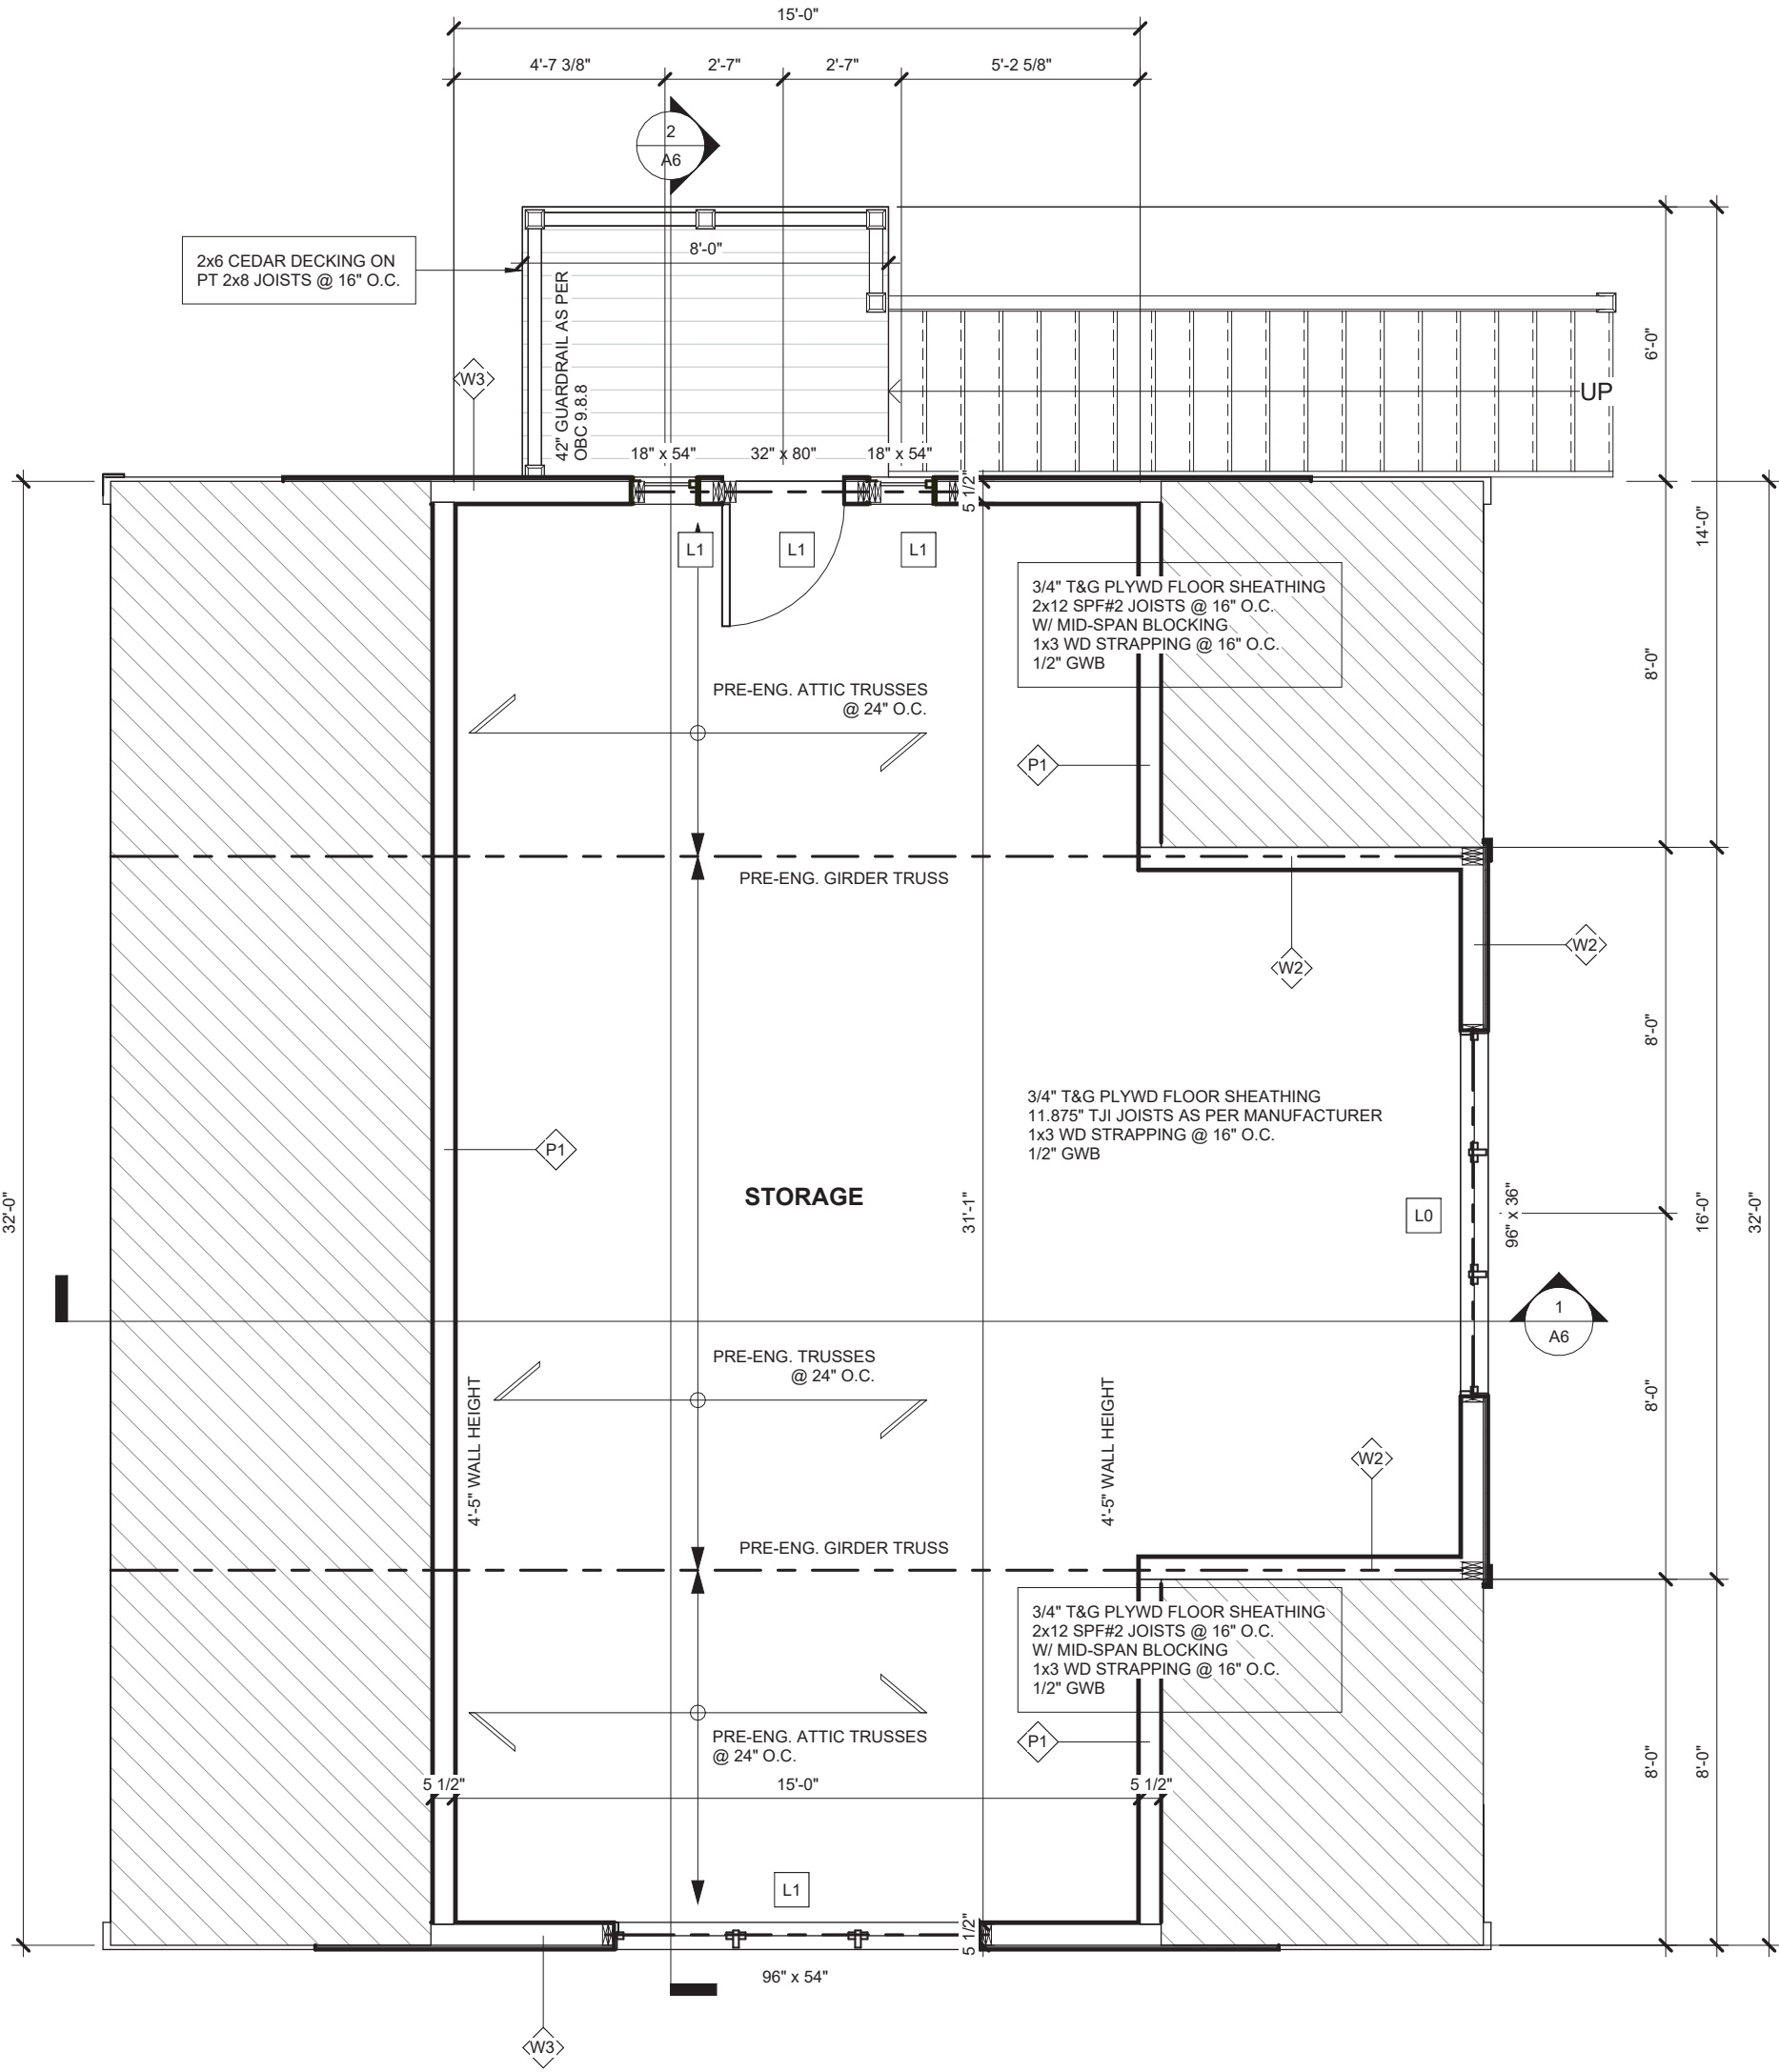 15'-0"
4'-7 3/8"
2'-7"
2'-7"
5'-2 5/8"
2
A6
2x6 CEDAR DECKING ON
PT 2x8 JOISTS @ 16" O.C.
8'-0"
42" GUARDRAIL AS PER
OBC 9.8.8
W3
6'-0"
UP
18" x 54"
32" x 80"
18" x 54"
5 1/2"
14'-0"
L1
L1
L1
3/4" T&G PLYWD FLOOR SHEATHING
2x12 SPF#2 JOISTS @ 16" O.C.
W/ MID-SPAN BLOCKING
1x3 WD STRAPPING @ 16" O.C.
1/2" GWB
8'-0"
PRE-ENG. ATTIC TRUSSES
@ 24" O.C.
P1
PRE-ENG. GIRDER TRUSS
W2
W2
8'-0"
3/4" T&G PLYWD FLOOR SHEATHING
11.875" TJI JOISTS AS PER MANUFACTURER
1x3 WD STRAPPING @ 16" O.C.
1/2" GWB
P1
STORAGE
32'-0"
31'-1"
L0
96" x 36"
16'-0"
32'-0"
1
A6
PRE-ENG. TRUSSES
@ 24" O.C.
4'-5" WALL HEIGHT
4'-5" WALL HEIGHT
8'-0"
W2
PRE-ENG. GIRDER TRUSS
3/4" T&G PLYWD FLOOR SHEATHING
2x12 SPF#2 JOISTS @ 16" O.C.
W/ MID-SPAN BLOCKING
1x3 WD STRAPPING @ 16" O.C.
1/2" GWB
PRE-ENG. ATTIC TRUSSES
@ 24" O.C.
P1
8'-0"
8'-0"
5 1/2"
15'-0"
5 1/2"
L1
5 1/2"
96" x 54"
W3